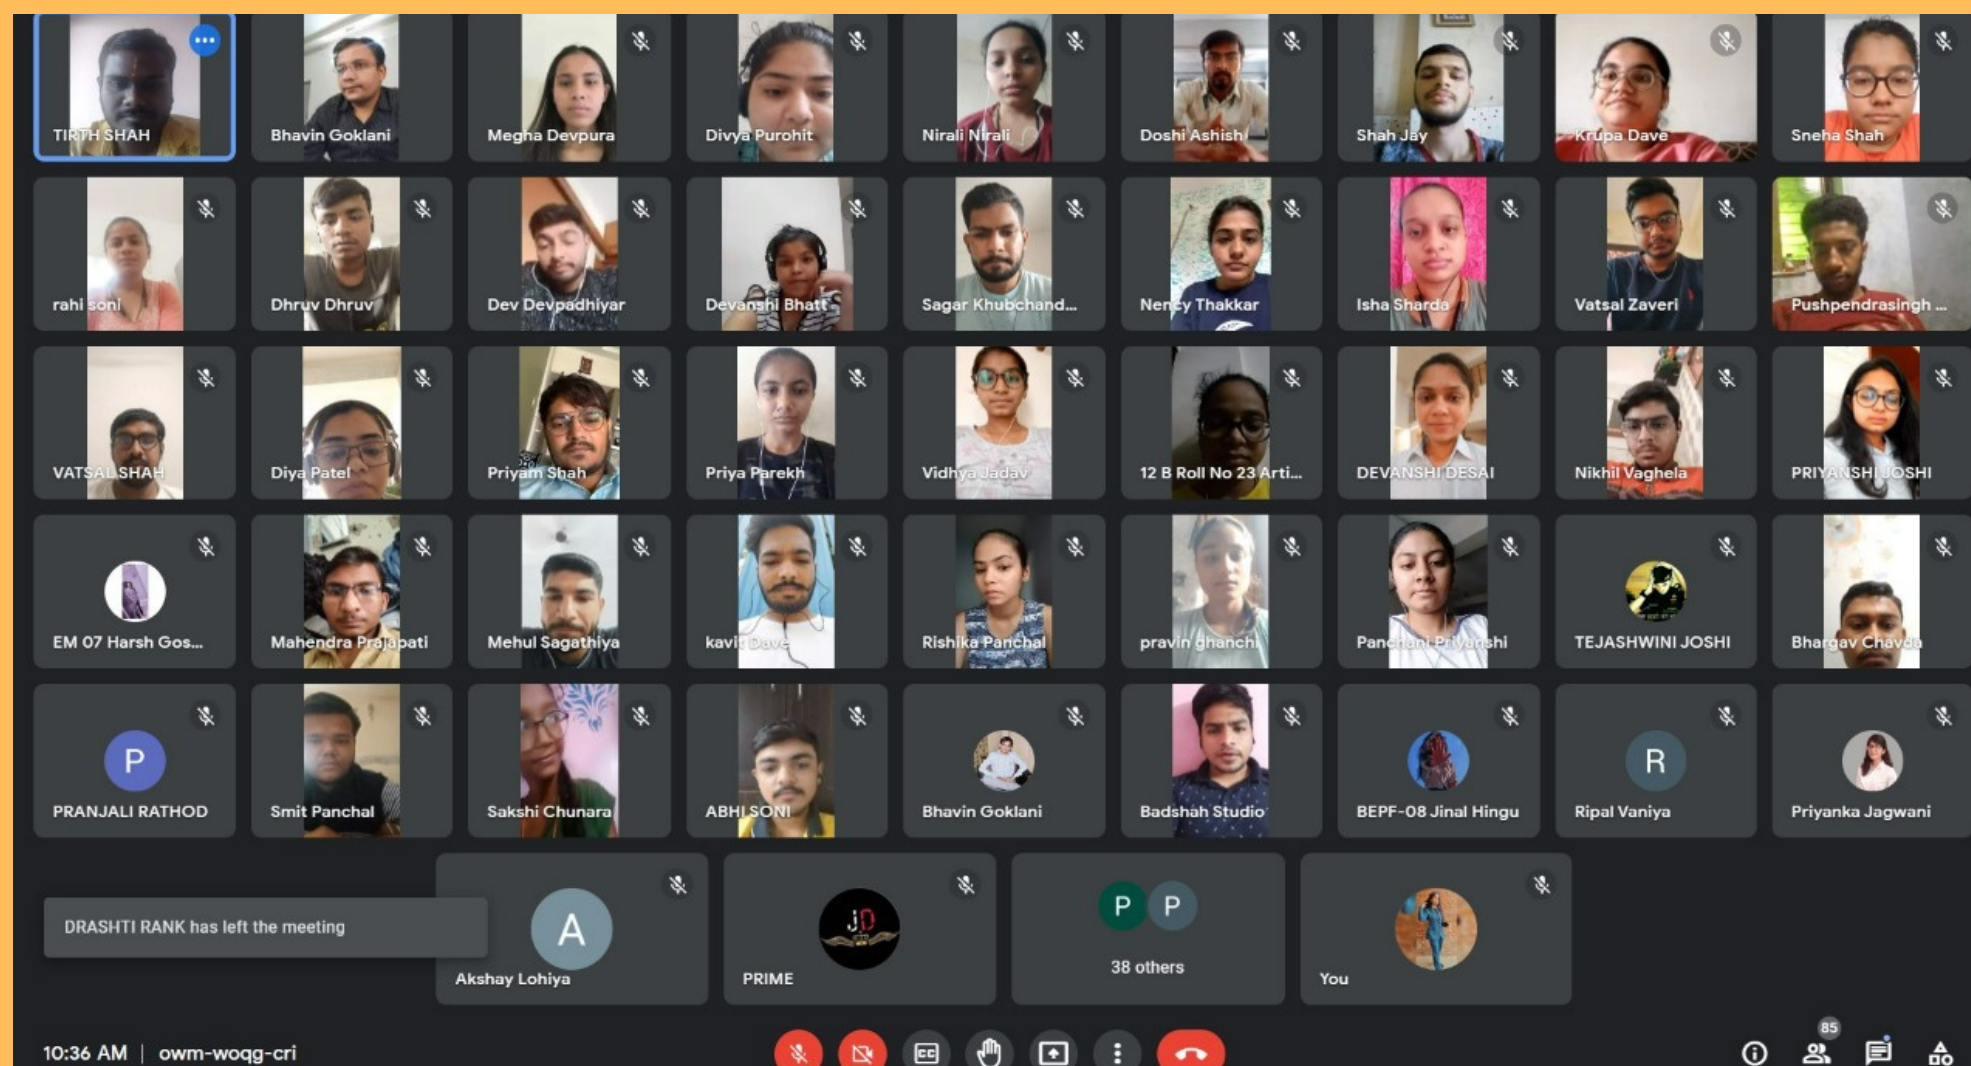 TIRTH SHAH
Bhavin Goklani
Megha Devpura
Divya Purohit
Nirali Nirali
Doshi Ashish
Shah Jay
Krupa Dave
Sneha Shah
rahi soni
Dhruv Dhruv
Dev Devpadhiyar
Devanshi Bhatt
Sagar Khubchand...
Nency Thakkar
Isha Sharda
Vatsal Zaveri
Pushpendrasingh ...
VATSAL SHAH
Diya Patel
Priyam Shah
Priya Parekh
Vidhya Jadav
12 B Roll No 23 Arti...
DEVANSHI DESAI
Nikhil Vaghela
PRIYANSHI JOSHI
EM 07 Harsh Gos...
Mahendra Prajapati
Mehul Sagathiya
kavit Dave
Rishika Panchal
pravin ghanchi
Panchani Priyanshi
TEJASHWINI JOSHI
Bhargav Chavda
P
PRANJALI RATHOD
Smit Panchal
Sakshi Chunara
ABHI SONI
Bhavin Goklani
Badshah Studio
BEPF-08 Jinal Hingu
R
Ripal Vaniya
Priyanka Jagwani
DRASHTI RANK has left the meeting
A
Akshay Lohiya
JD
PRIME
P P
38 others
You
10:36 AM | owm-woqg-cri
CC
85